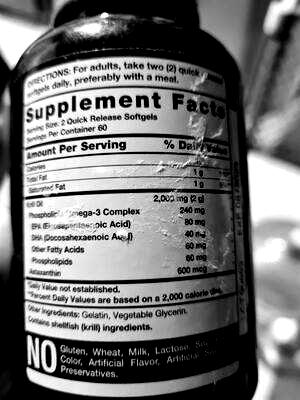 DIRECTIONS: For adults, take two (2) quick
softgels daily, preferably with a meal.
Supplement Facts
Serving Size: 2 Quick Release Softgels
Servings Per Container 60
Amount Per Serving % Daily Value
Calories
Total Fat 1 g
Saturated Fat 1 g
Krill Oil 2,000 mg (2 g)
Phospholipid Omega-3 Complex 240 mg
EPA (Eicosapentaenoic Acid) 80 mg
DHA (Docosahexaenoic Acid) 40 mg
Other Fatty Acids 60 mg
Phospholipids 60 mg
Astaxanthin 600 mcg
*Daily Value not established.
*Percent Daily Values are based on a 2,000 calorie
Other Ingredients: Gelatin, Vegetable Glycerin.
Contains shellfish (krill) ingredients.
NO Gluten, Wheat, Milk, Lactose,
Color, Artificial Flavor, Artificial
Preservatives.